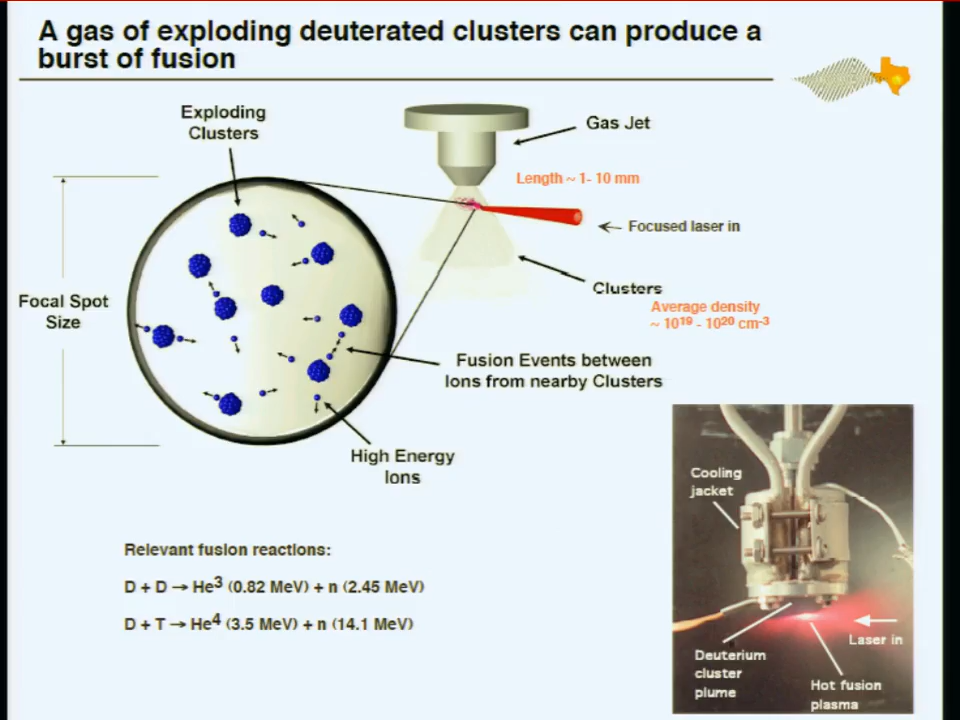 A gas of exploding deuterated clusters can produce a
burst of fusion
Exploding
Clusters
Gas Jet
Length ~ 1- 10 mm
Focused laser in
Clusters
Average density
~ 10¹⁹ - 10²⁰ cm⁻³
Focal Spot
Size
Fusion Events between
Ions from nearby Clusters
High Energy
Ions
Relevant fusion reactions:
D + D → He³ (0.82 MeV) + n (2.45 MeV)
D + T → He⁴ (3.5 MeV) + n (14.1 MeV)
Cooling
jacket
Laser in
Deuterium
cluster
plume
Hot fusion
plasma